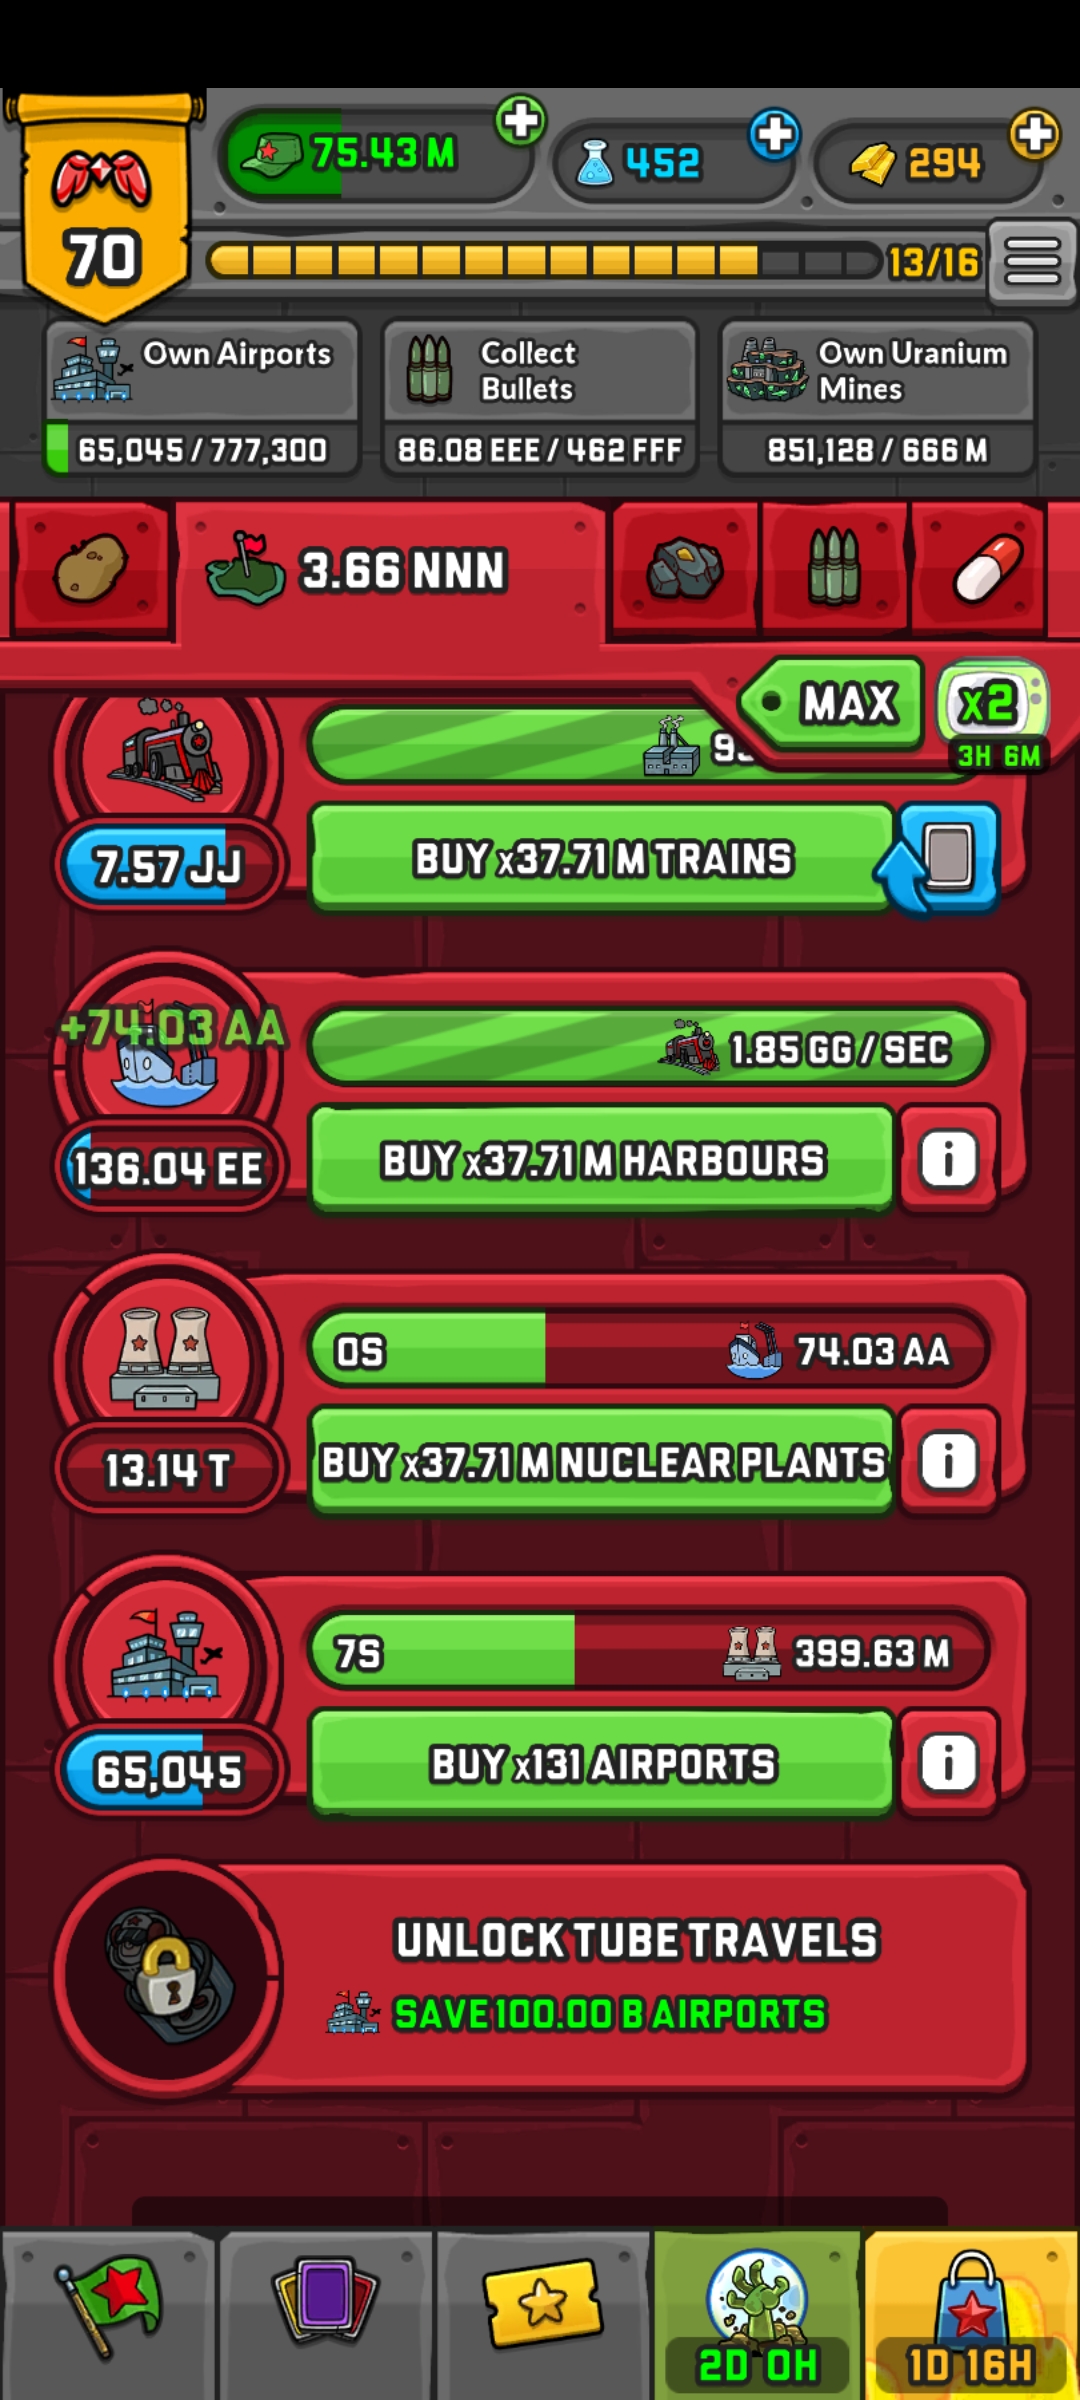 75.43 M
452
294
70
13/16
Own Airports
65,045 / 777,300
Collect
Bullets
86.08 EEE / 462 FFF
Own Uranium
Mines
851,128 / 666 M
3.66 NNN
MAX
x2
3H 6M
7.57 JJ
BUY x37.71 M TRAINS
+74.03 AA
1.85 GG / SEC
136.04 EE
BUY x37.71 M HARBOURS
i
0S
74.03 AA
13.14 T
BUY x37.71 M NUCLEAR PLANTS
i
7S
399.63 M
65,045
BUY x131 AIRPORTS
i
UNLOCK TUBE TRAVELS
SAVE 100.00 B AIRPORTS
2D 0H
1D 16H